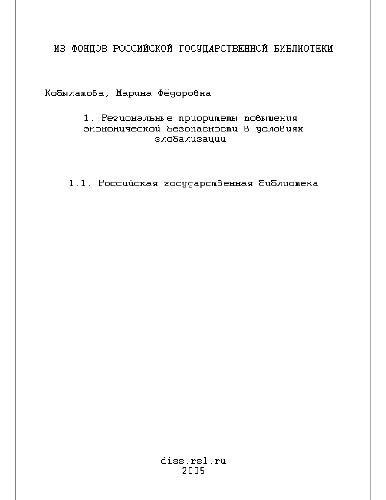 ИЗ ФОНДОВ РОССИЙСКОЙ ГОСУДАРСТВЕННОЙ БИБЛИОТЕКИ
Кобылатова, Марина Федоровна
1. Региональные приоритеты повышения
экономической безопасности в условиях
глобализации
1.1. Российская государственная библиотека
diss.rsl.ru
2005